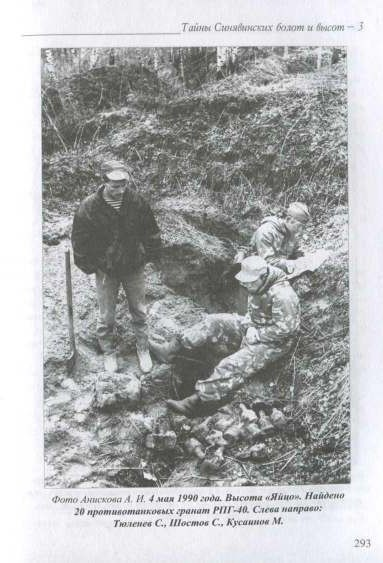 Тайны Синявинских болот и высот – 3
Фото Анискова А. И. 4 мая 1990 года. Высота «Яйцо». Найдено
20 противотанковых гранат РПГ-40. Слева направо:
Тюленев С., Шостов С., Кусаинов М.
293